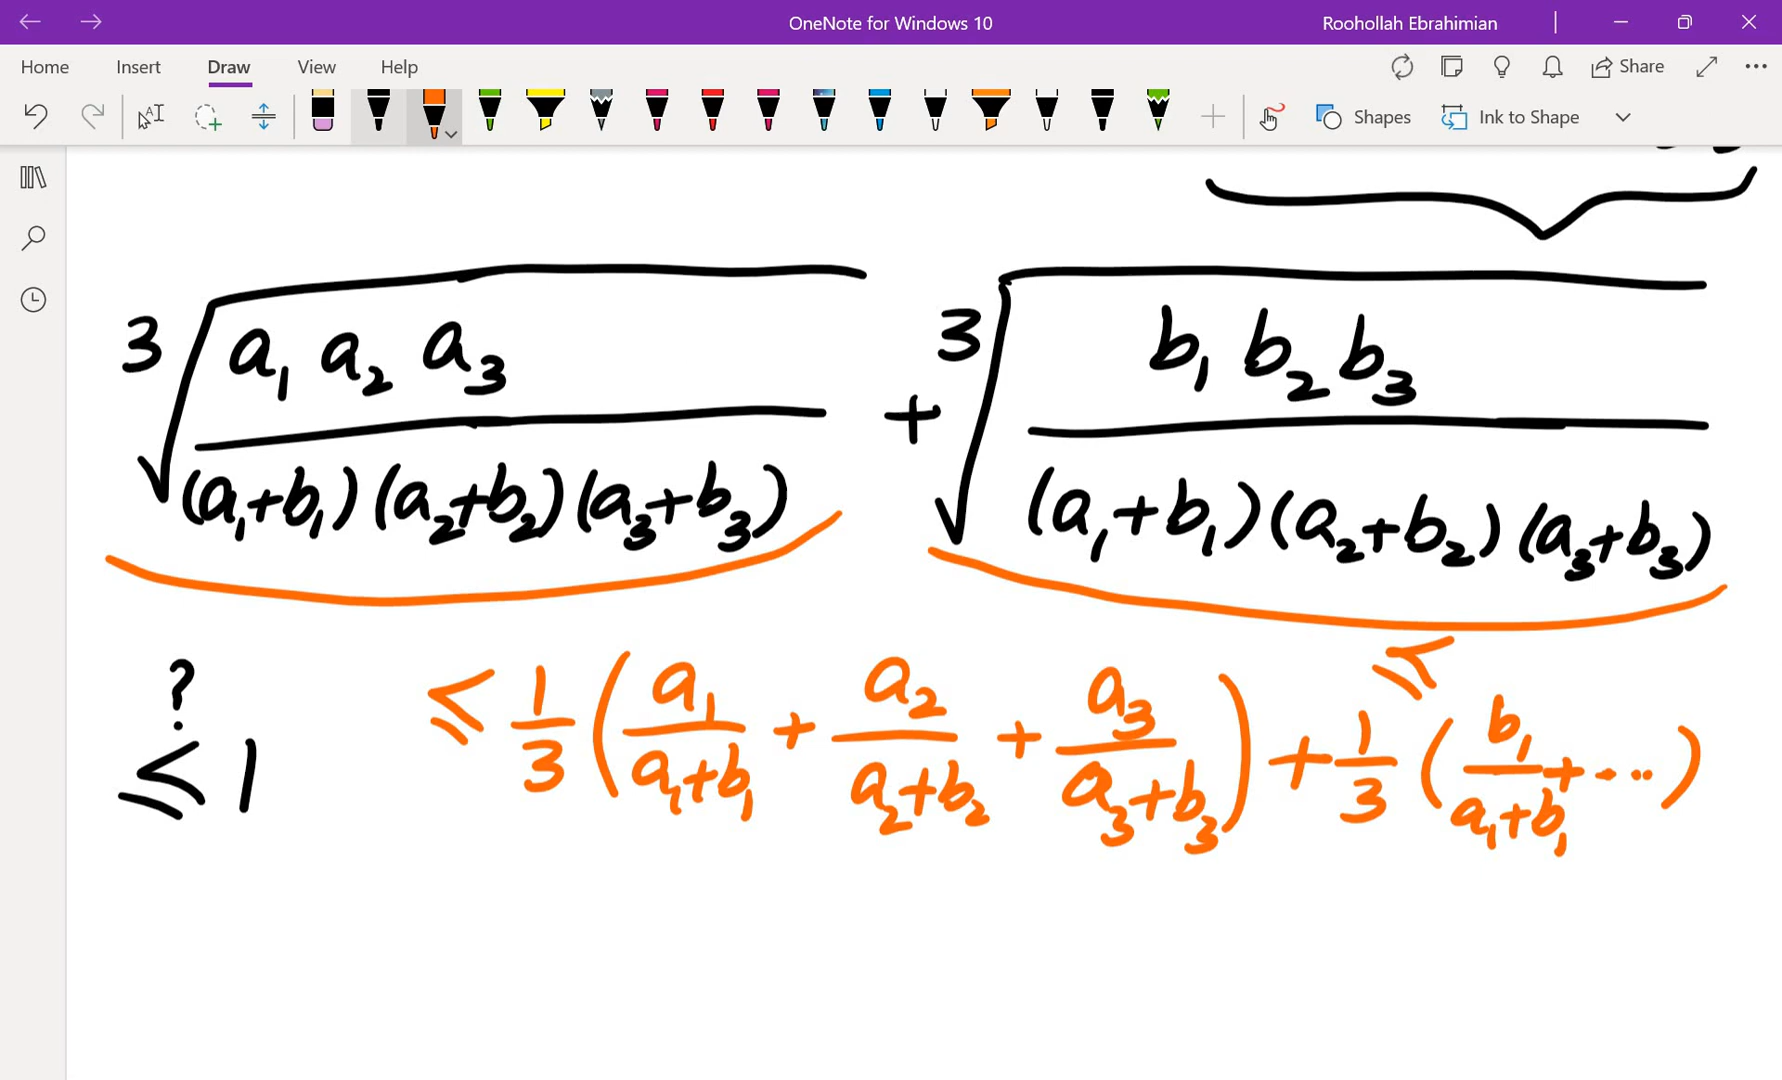 OneNote for Windows 10 Roohollah Ebrahimian
Home Insert Draw View Help Share
Shapes Ink to Shape
3√(a₁ a₂ a₃ / (a₁+b₁)(a₂+b₂)(a₃+b₃)) + 3√(b₁ b₂ b₃ / (a₁+b₁)(a₂+b₂)(a₃+b₃))
≤
? ≤ 1
≤ 1/3 (a₁/(a₁+b₁) + a₂/(a₂+b₂) + a₃/(a₃+b₃)) + 1/3 (b₁/(a₁+b₁) + ·····)